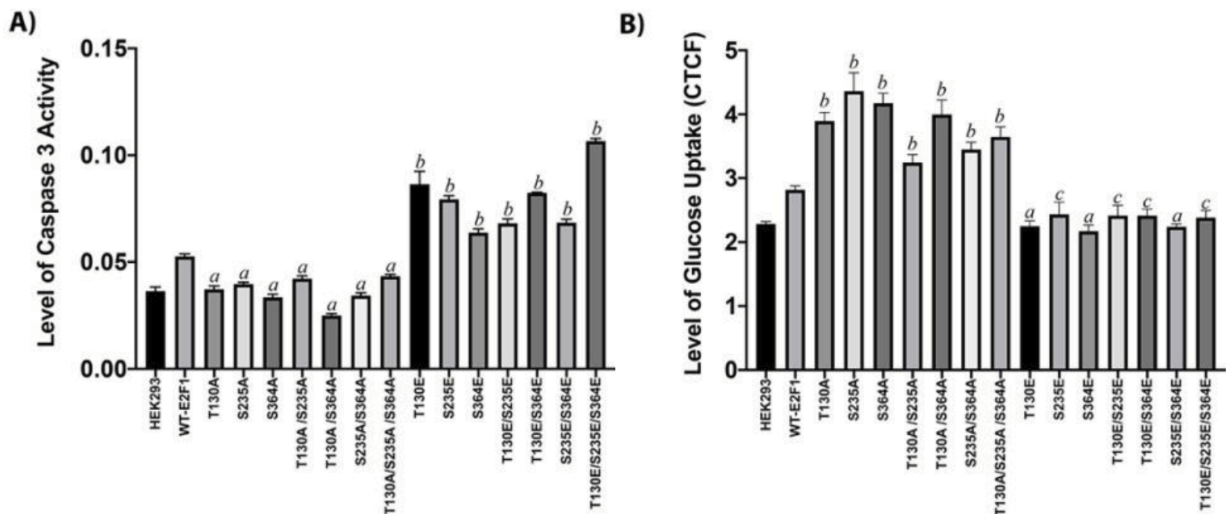 A)
Level of Caspase 3 Activity
0.15
0.10
0.05
0.00
a
a
a
a
a
a
a
b
b
b
b
b
b
b
HEK293
WT-E2F1
T130A
S235A
S364A
T130A /S235A
T130A /S364A
S235A/S364A
T130A/S235A /S364A
T130E
S235E
S364E
T130E/S235E
T130E/S364E
S235E/S364E
T130E/S235E/S364E
B)
Level of Glucose Uptake (CTCF)
5
4
3
2
1
0
b
b
b
b
b
b
b
a
c
a
c
c
a
c
HEK293
WT-E2F1
T130A
S235A
S364A
T130A /S235A
T130A /S364A
S235A/S364A
T130A/S235A /S364A
T130E
S235E
S364E
T130E/S235E
T130E/S364E
S235E/S364E
T130E/S235E/S364E